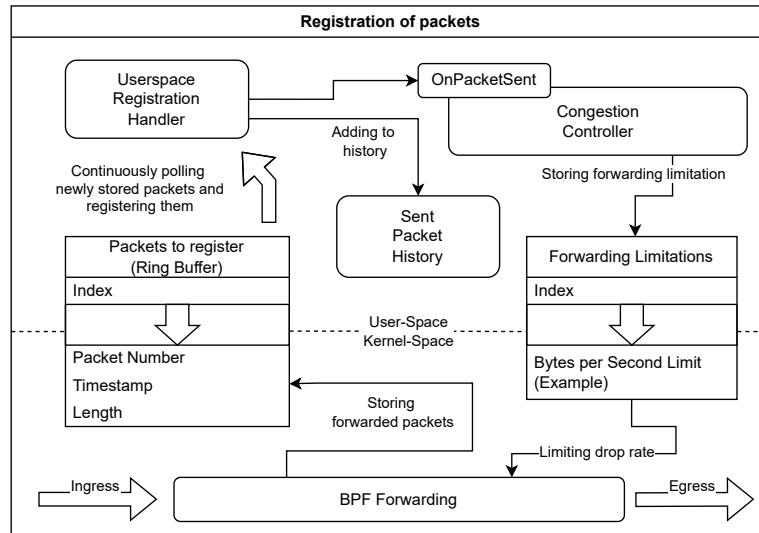 Registration of packets
Userspace
Registration
Handler
OnPacketSent
Congestion
Controller
Adding to
history
Continuously polling
newly stored packets and
registering them
Storing forwarding limitation
Sent
Packet
History
Packets to register
(Ring Buffer)
Index
Forwarding Limitations
Index
User-Space
Kernel-Space
Packet Number
Timestamp
Length
Bytes per Second Limit
(Example)
Storing
forwarded packets
Limiting drop rate
Ingress
BPF Forwarding
Egress